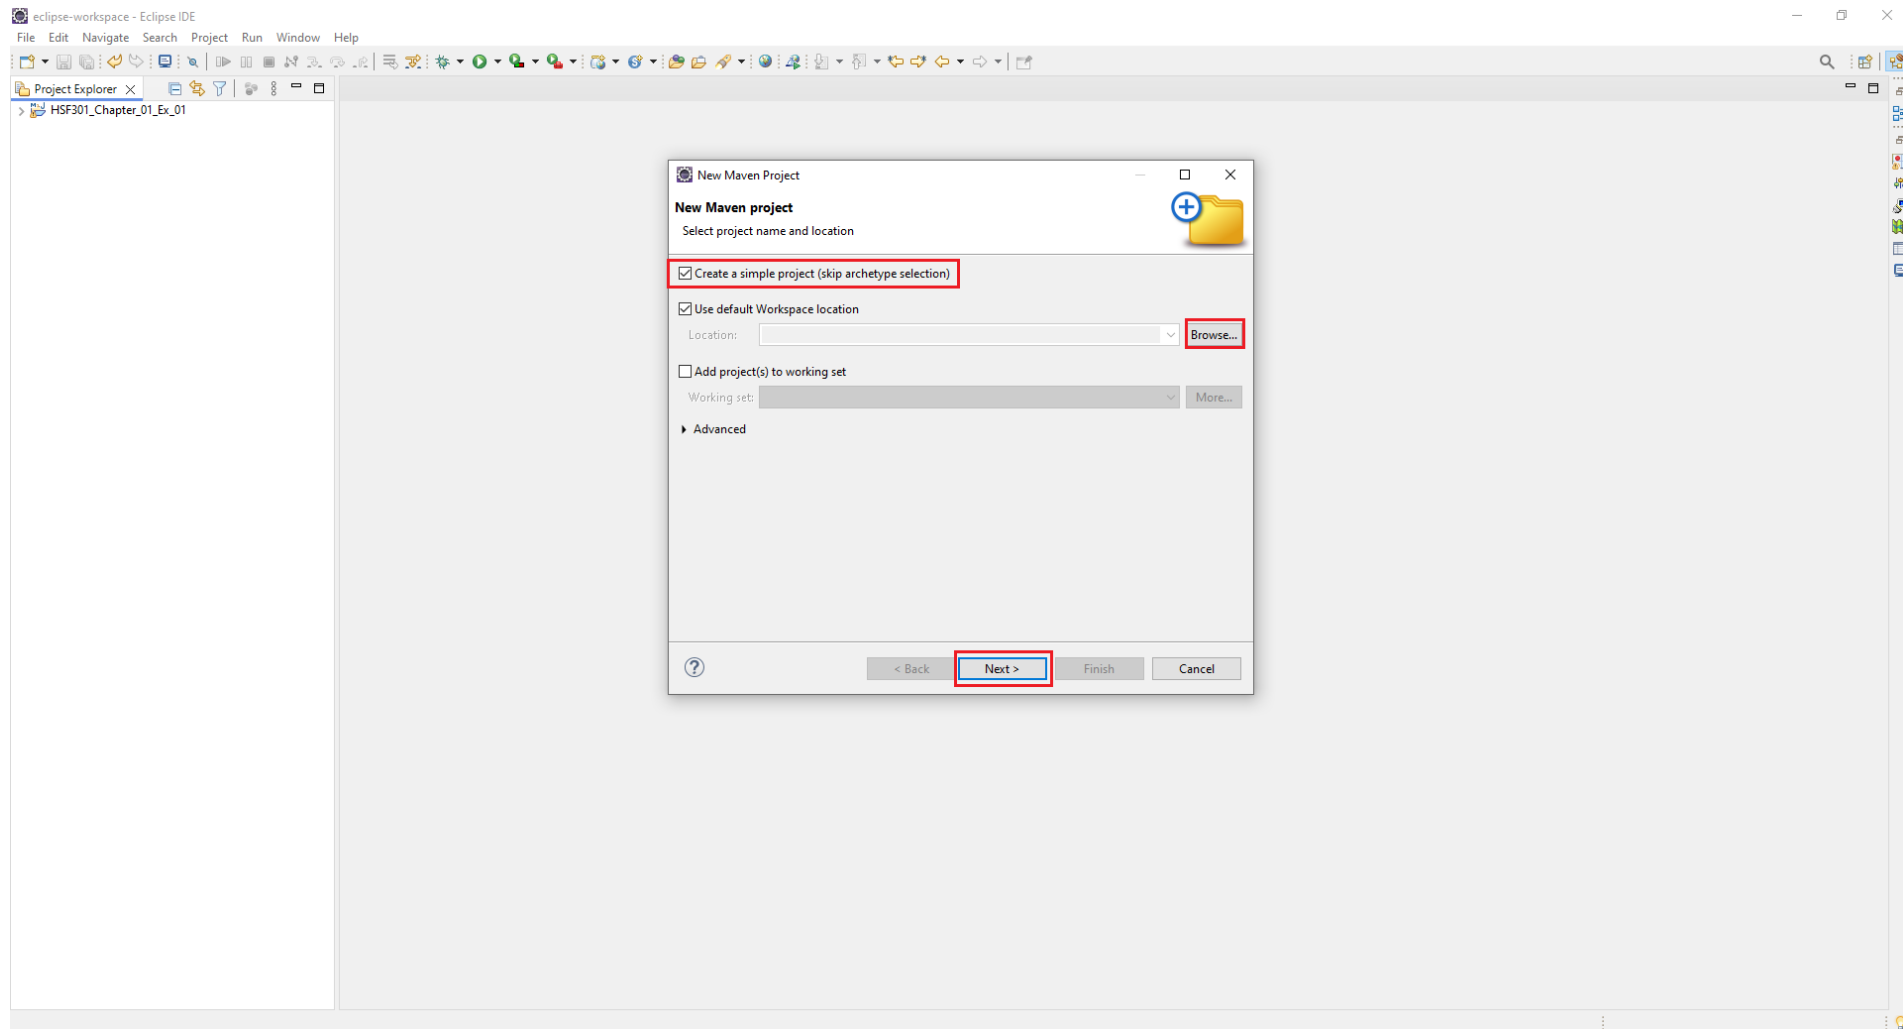 eclipse-workspace - Eclipse IDE
File Edit Navigate Search Project Run Window Help
Project Explorer
HSF301_Chapter_01_Ex_01
New Maven Project
New Maven project
Select project name and location
Create a simple project (skip archetype selection)
Use default Workspace location
Location:
Browse...
Add project(s) to working set
Working set:
More...
Advanced
< Back
Next >
Finish
Cancel